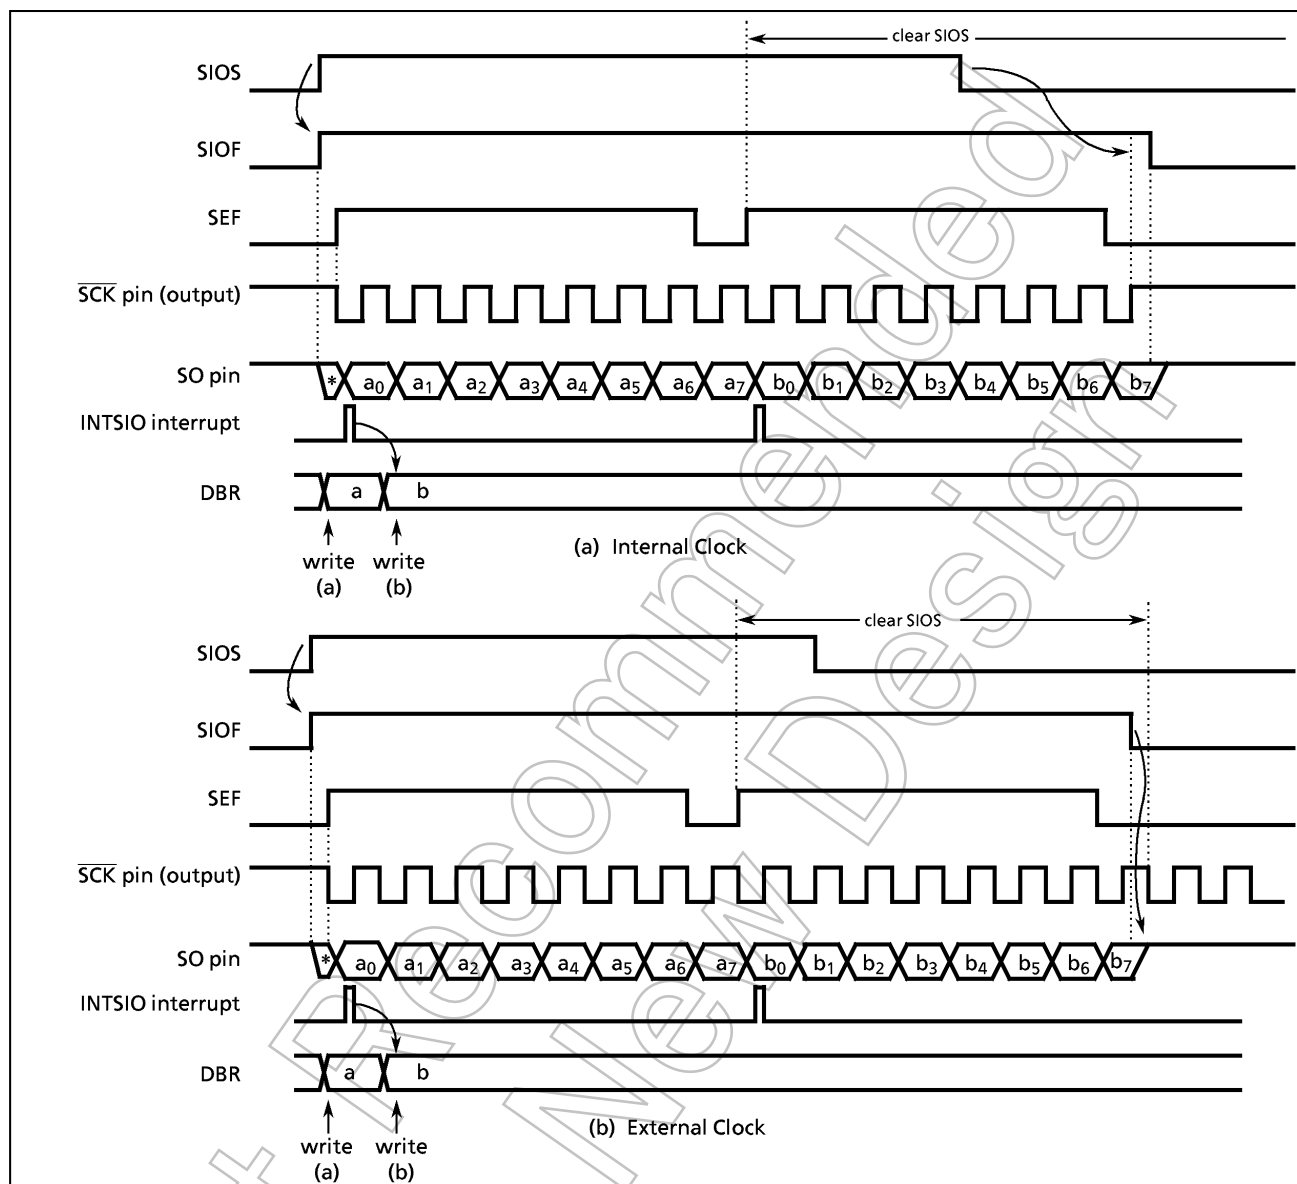 clear SIOS
SIOS
SIOF
SEF
SCK pin (output)
SO pin * a0 a1 a2 a3 a4 a5 a6 a7 b0 b1 b2 b3 b4 b5 b6 b7
INTSIO interrupt
DBR a b
write (a) write (b)
(a) Internal Clock
clear SIOS
SIOS
SIOF
SEF
SCK pin (output)
SO pin * a0 a1 a2 a3 a4 a5 a6 a7 b0 b1 b2 b3 b4 b5 b6 b7
INTSIO interrupt
DBR a b
write (a) write (b)
(b) External Clock
t Recommended
New Design